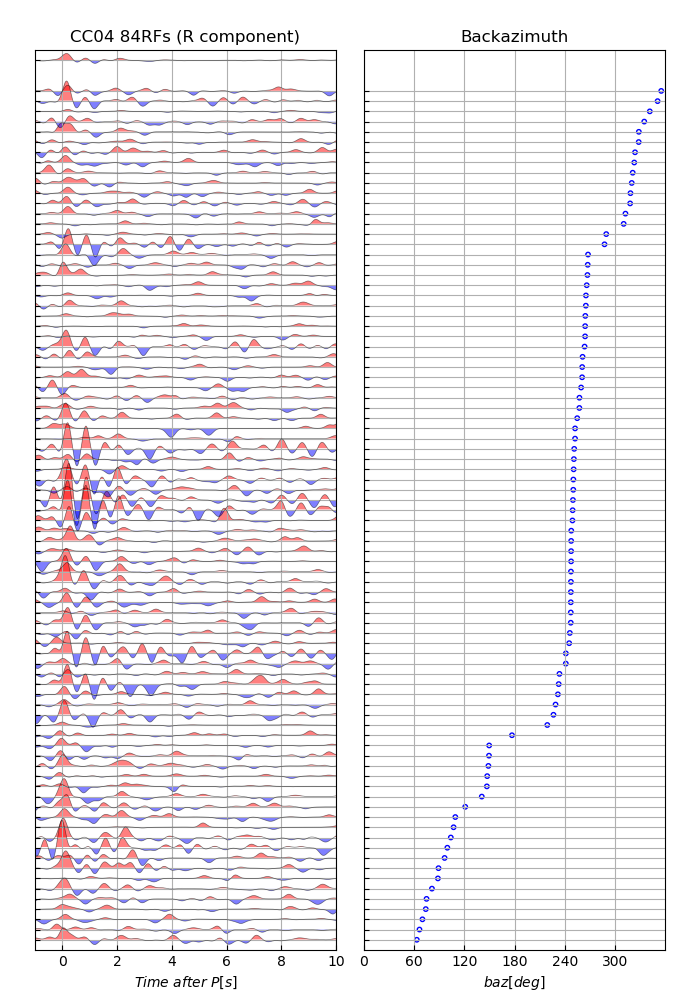 CC04 84RFs (R component)
Backazimuth
0 2 4 6 8 10
0 60 120 180 240 300
Time after P[s]
baz[deg]